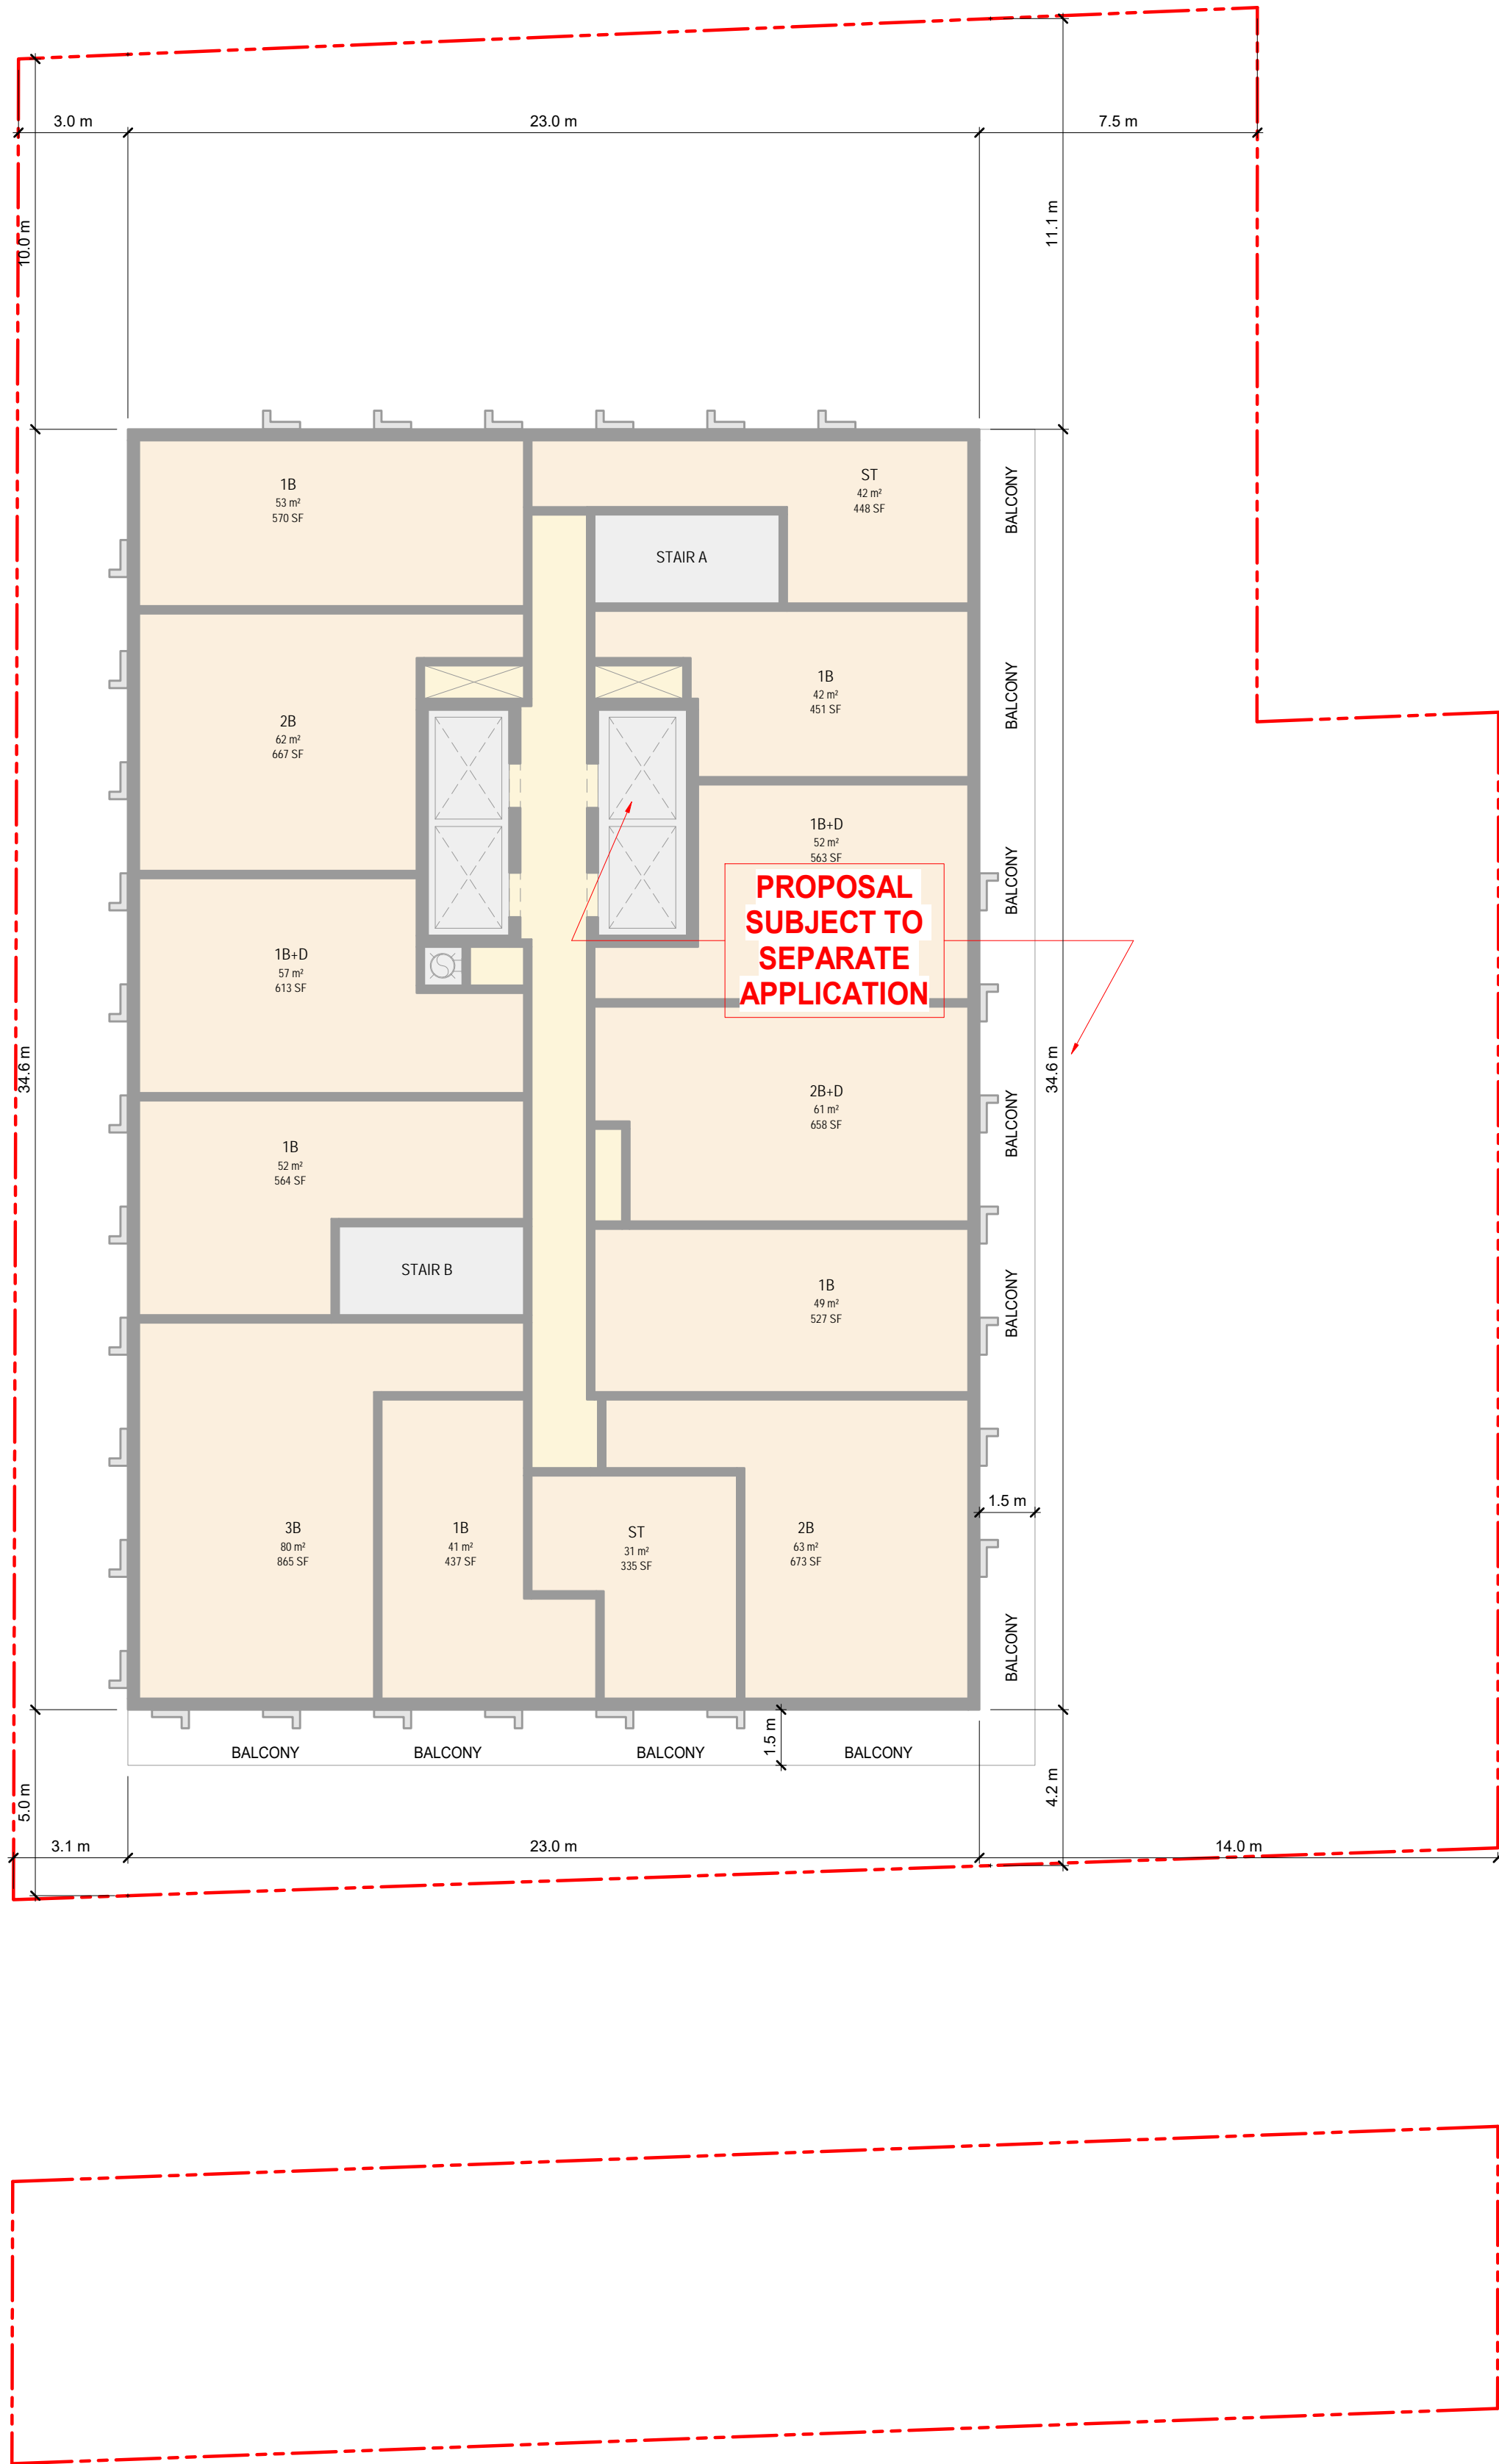 3.0 m
23.0 m
7.5 m
10.0 m
11.1 m
1B
53 m²
570 SF
ST
42 m²
448 SF
BALCONY
STAIR A
1B
42 m²
451 SF
BALCONY
2B
62 m²
667 SF
1B+D
52 m²
563 SF
BALCONY
PROPOSAL
SUBJECT TO
SEPARATE
APPLICATION
1B+D
57 m²
613 SF
34.6 m
34.6 m
2B+D
61 m²
658 SF
BALCONY
1B
52 m²
564 SF
STAIR B
1B
49 m²
527 SF
BALCONY
1.5 m
3B
80 m²
865 SF
1B
41 m²
437 SF
ST
31 m²
335 SF
2B
63 m²
673 SF
BALCONY
1.5 m
BALCONY
BALCONY
BALCONY
BALCONY
5.0 m
4.2 m
3.1 m
23.0 m
14.0 m